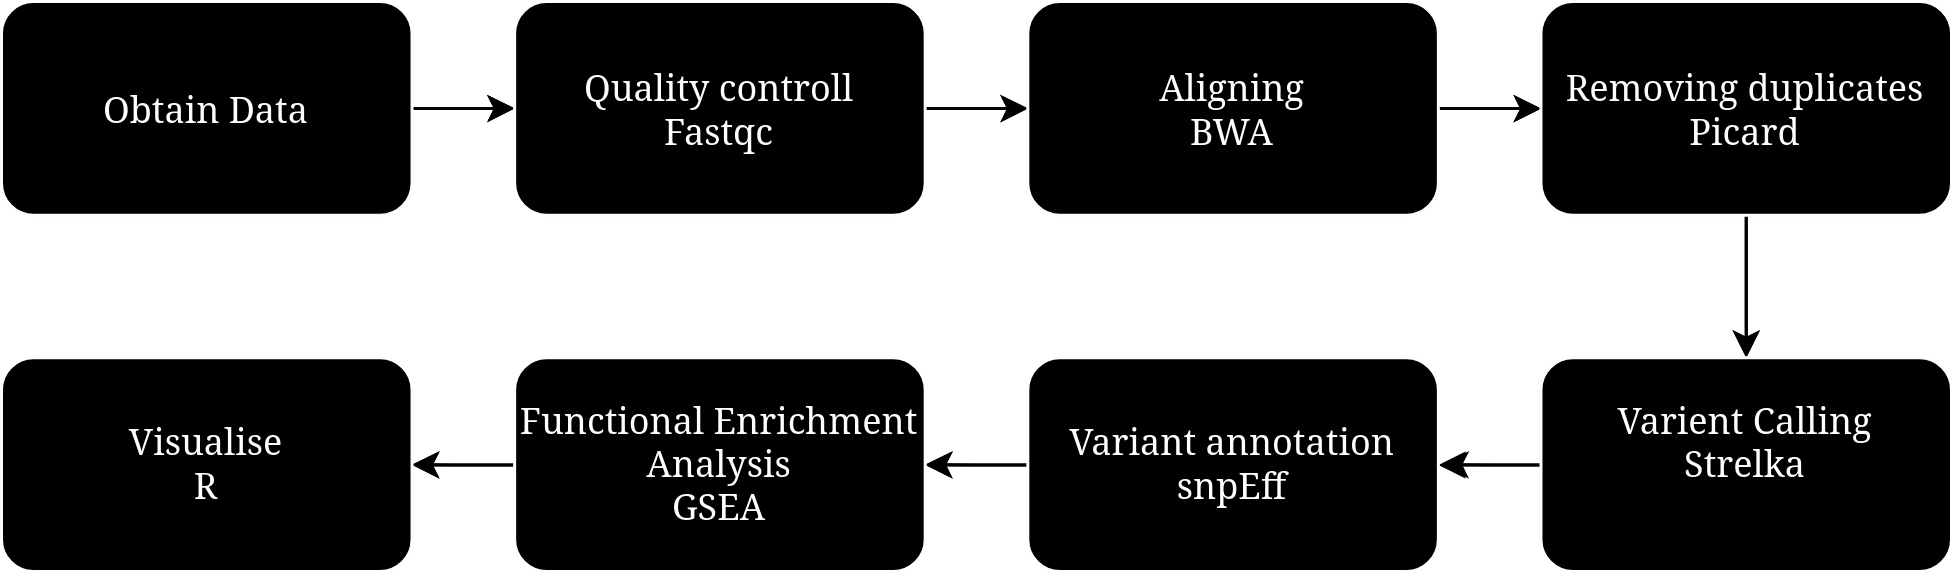 Obtain Data
Quality controll
Fastqc
Aligning
BWA
Removing duplicates
Picard
Varient Calling
Strelka
Variant annotation
snpEff
Functional Enrichment
Analysis
GSEA
Visualise
R